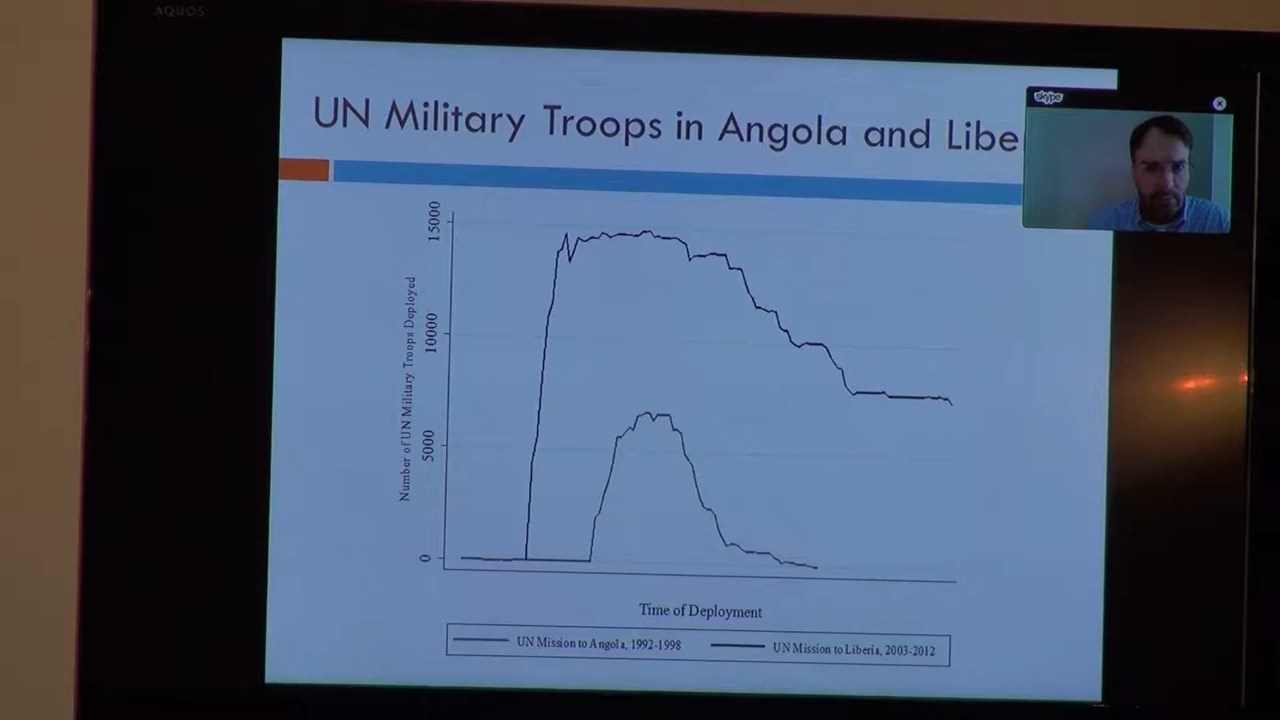 AQUOS
UN Military Troops in Angola and Libe
skype
15000
10000
5000
0
Number of UN Military Troops Deployed
Time of Deployment
UN Mission to Angola, 1992-1998
UN Mission to Liberia, 2003-2012